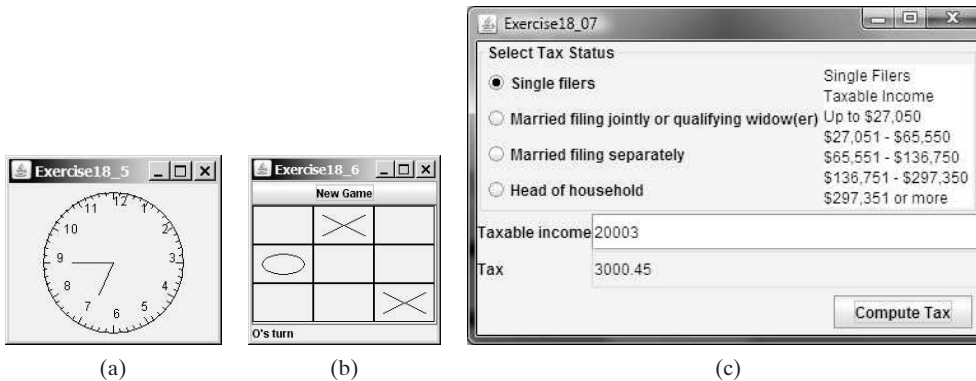 Exercise18_5
12
11
1
10
2
9
3
8
4
7
5
6
(a)
Exercise18_6
New Game
O's turn
(b)
Exercise18_07
Select Tax Status
Single filers
Married filing jointly or qualifying widow(er)
Married filing separately
Head of household
Single Filers
Taxable Income
Up to $27,050
$27,051 - $65,550
$65,551 - $136,750
$136,751 - $297,350
$297,351 or more
Taxable income 20003
Tax 3000.45
Compute Tax
(c)